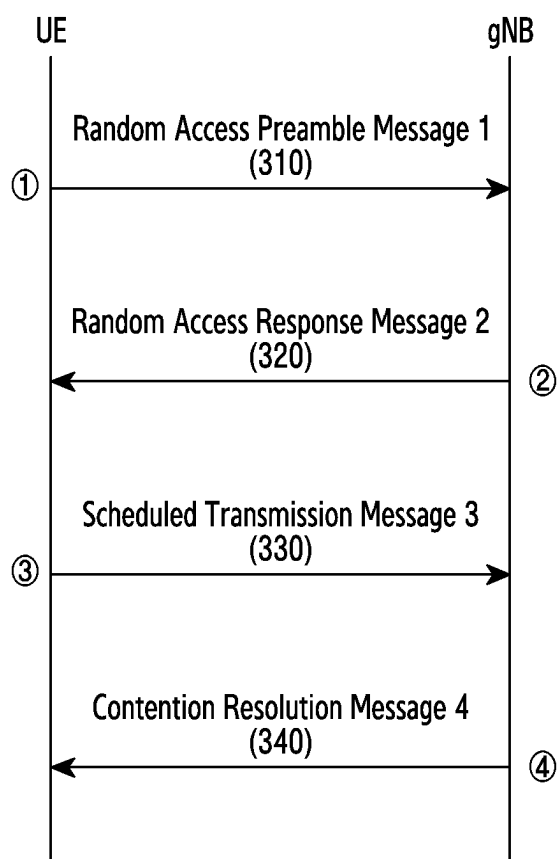 UE gNB
Random Access Preamble Message 1
(310)
①
Random Access Response Message 2
(320)
②
Scheduled Transmission Message 3
(330)
③
Contention Resolution Message 4
(340)
④